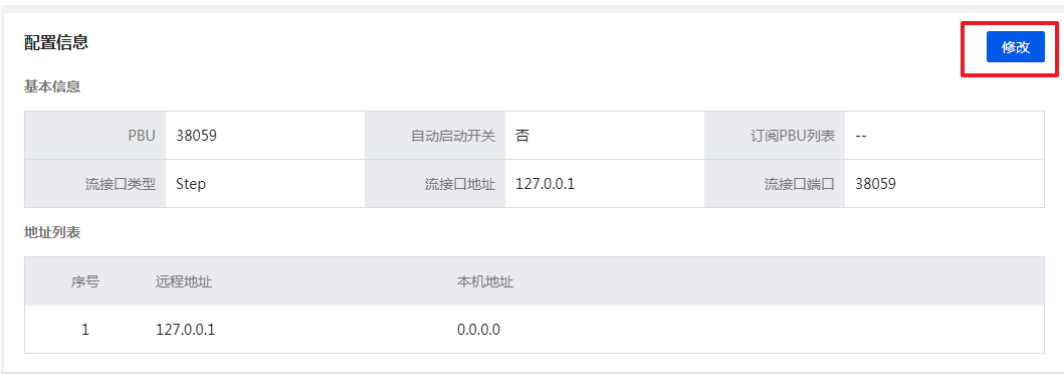 配置信息
修改
基本信息
PBU 38059 自动启动开关 否 订阅PBU列表 --
流接口类型 Step 流接口地址 127.0.0.1 流接口端口 38059
地址列表
序号 远程地址 本机地址
1 127.0.0.1 0.0.0.0